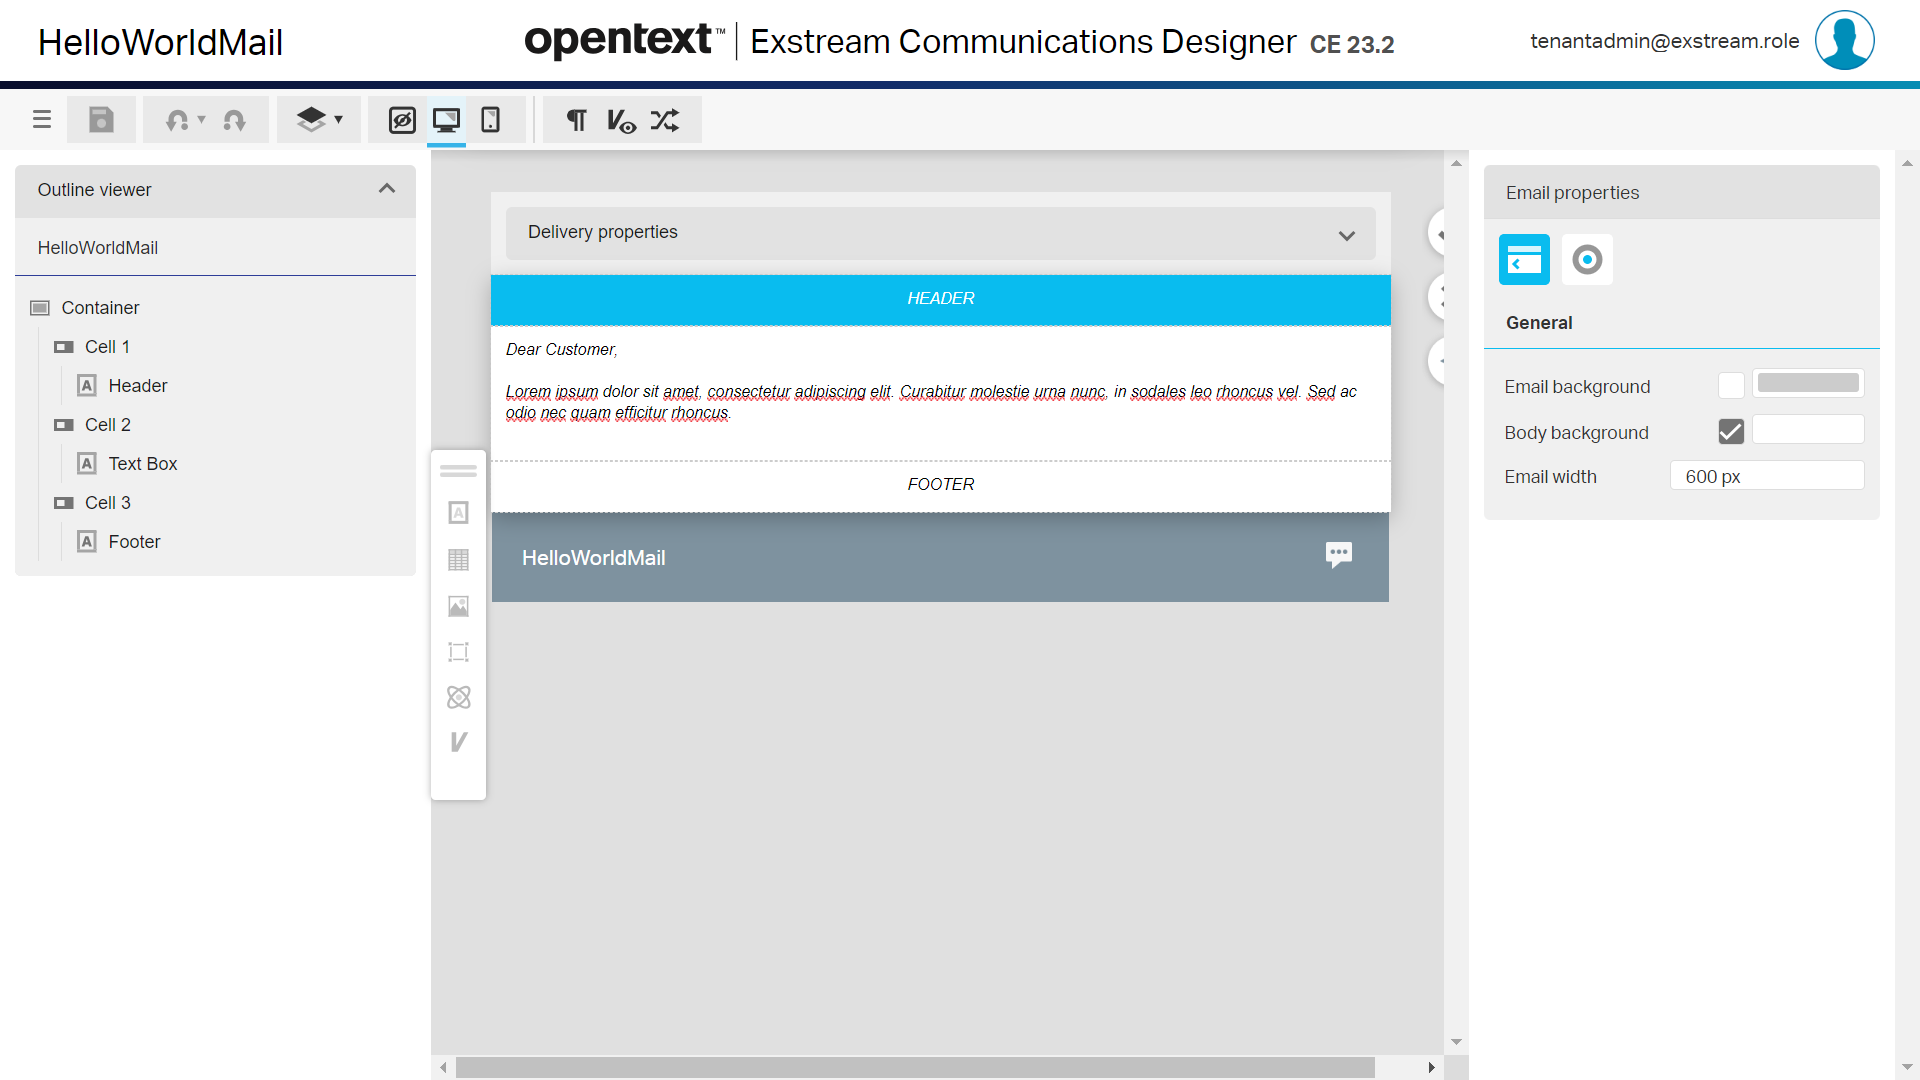 HelloWorldMail
opentext™ | Exstream Communications Designer CE 23.2
tenantadmin@exstream.role
Outline viewer
HelloWorldMail
Container
Cell 1
Header
Cell 2
Text Box
Cell 3
Footer
Delivery properties
HEADER
Dear Customer,
Lorem ipsum dolor sit amet, consectetur adipiscing elit. Curabitur molestie urna nunc, in sodales leo rhoncus vel. Sed ac
odio nec quam efficitur rhoncus.
FOOTER
HelloWorldMail
Email properties
General
Email background
Body background
Email width
600 px